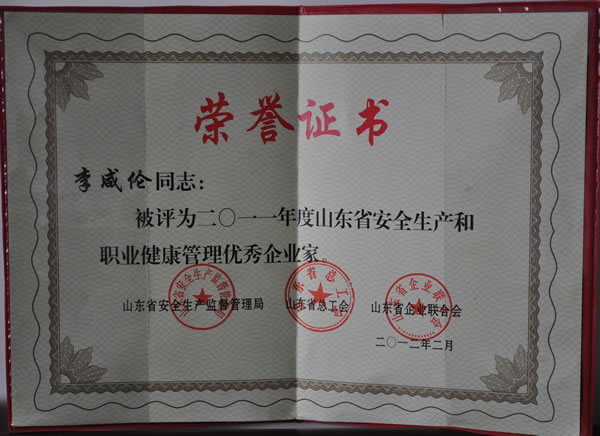 荣誉证书
李咸伦同志：
被评为二〇一一年度山东省安全生产和
职业健康管理优秀企业家。
山东省安全生产监督管理局 山东省总工会 山东省企业联合会
二〇一二年二月